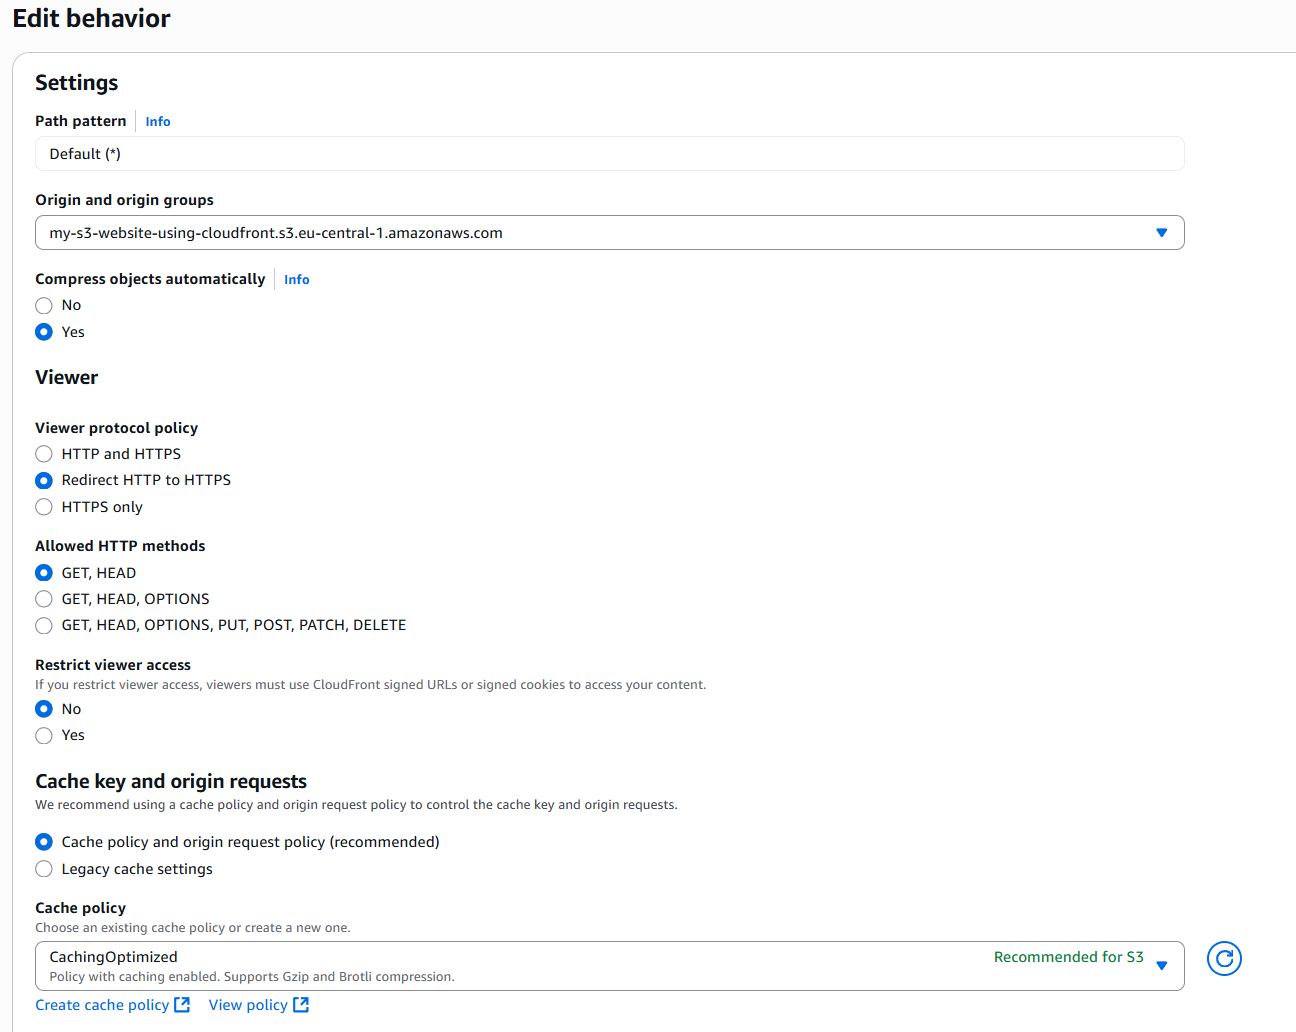 Edit behavior
Settings
Path pattern Info
Default (*)
Origin and origin groups
my-s3-website-using-cloudfront.s3.eu-central-1.amazonaws.com
Compress objects automatically Info
No
Yes
Viewer
Viewer protocol policy
HTTP and HTTPS
Redirect HTTP to HTTPS
HTTPS only
Allowed HTTP methods
GET, HEAD
GET, HEAD, OPTIONS
GET, HEAD, OPTIONS, PUT, POST, PATCH, DELETE
Restrict viewer access
If you restrict viewer access, viewers must use CloudFront signed URLs or signed cookies to access your content.
No
Yes
Cache key and origin requests
We recommend using a cache policy and origin request policy to control the cache key and origin requests.
Cache policy and origin request policy (recommended)
Legacy cache settings
Cache policy
Choose an existing cache policy or create a new one.
CachingOptimized Recommended for S3
Policy with caching enabled. Supports Gzip and Brotli compression.
Create cache policy View policy